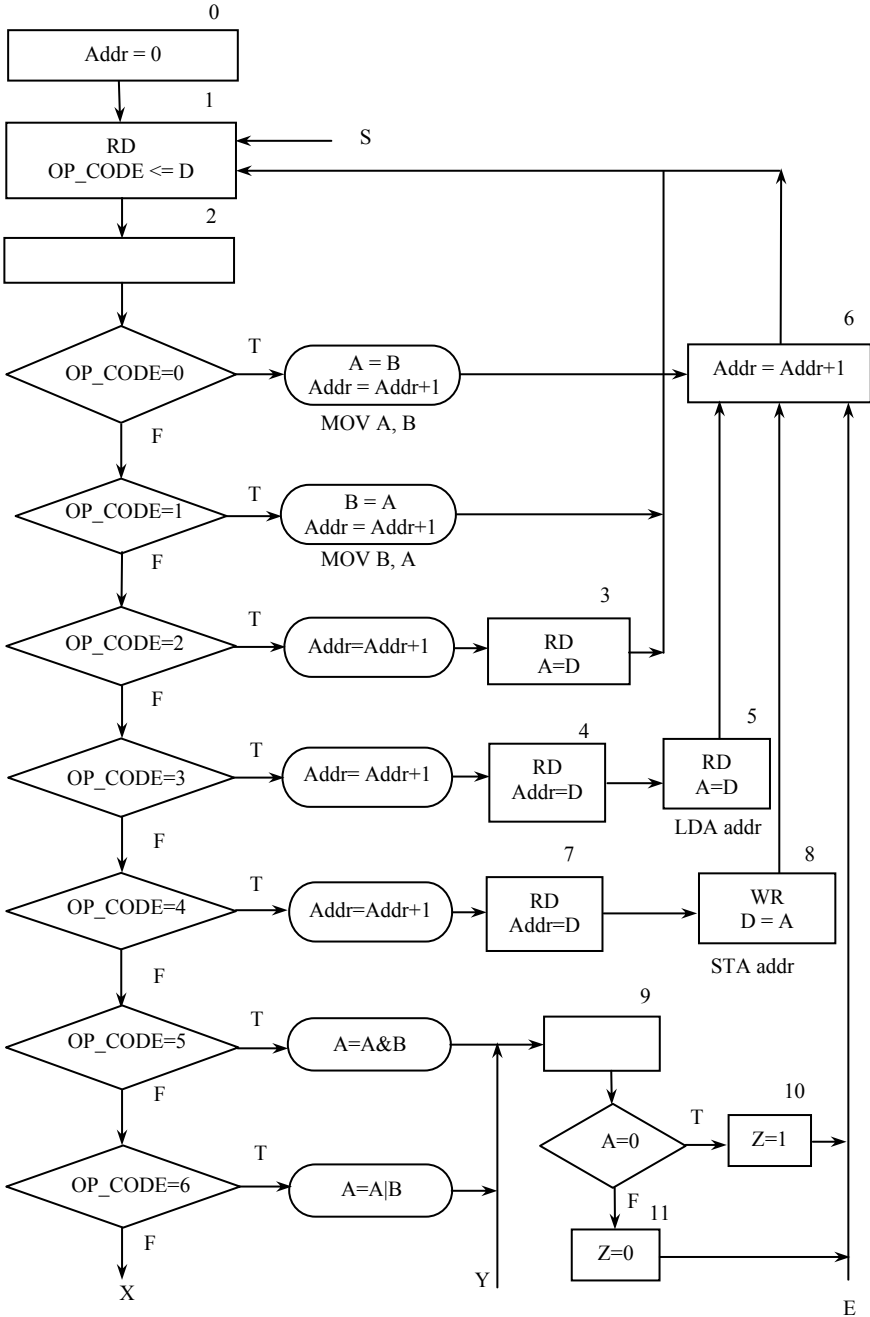 0
Addr = 0
1
RD
OP_CODE <= D
S
2
OP_CODE=0
T
A = B
Addr = Addr+1
MOV A, B
6
Addr = Addr+1
F
OP_CODE=1
T
B = A
Addr = Addr+1
MOV B, A
F
OP_CODE=2
T
Addr=Addr+1
3
RD
A=D
F
OP_CODE=3
T
Addr= Addr+1
4
RD
Addr=D
5
RD
A=D
LDA addr
F
OP_CODE=4
T
Addr=Addr+1
7
RD
Addr=D
8
WR
D = A
STA addr
F
OP_CODE=5
T
A=A&B
9
F
A=0
T
10
Z=1
OP_CODE=6
T
A=A|B
F
11
Z=0
F
X
Y
E